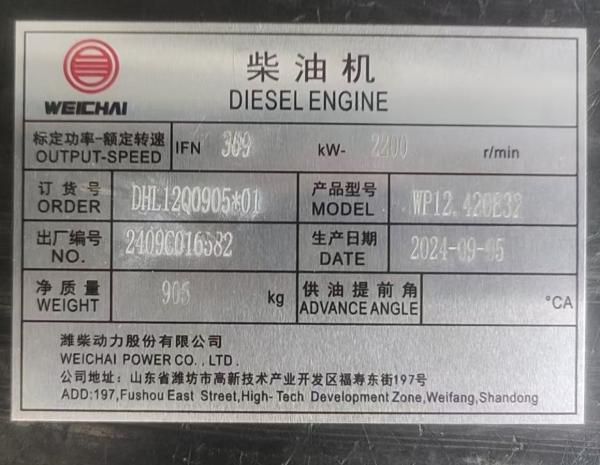 WEICHAI
柴油机
DIESEL ENGINE
标定功率-额定转速 IFN 309 kW- 2200 r/min
OUTPUT-SPEED
订货号 DHL12Q0905*01 产品型号 WP12.420E32
ORDER MODEL
出厂编号 2409C016582 生产日期 2024-09-05
NO. DATE
净质量 905 kg 供油提前角 °CA
WEIGHT ADVANCE ANGLE
潍柴动力股份有限公司
WEICHAI POWER CO., LTD.
公司地址：山东省潍坊市高新技术产业开发区福寿东街197号
ADD:197,Fushou East Street,High- Tech Development Zone,Weifang,Shandong